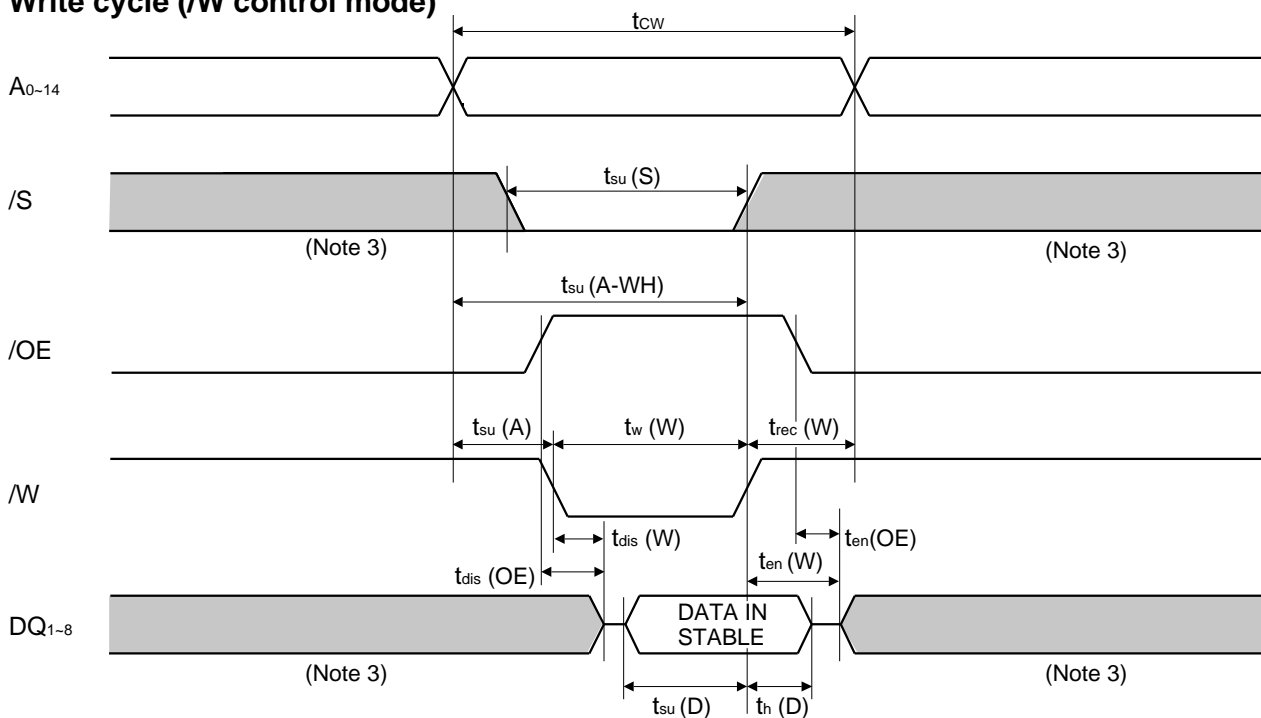 Write cycle (/W control mode)
tCW
A0~14
tsu (S)
/S
(Note 3)
(Note 3)
tsu (A-WH)
/OE
tsu (A)
tw (W)
trec (W)
/W
tdis (W)
ten(OE)
ten (W)
tdis (OE)
DATA IN
STABLE
DQ1~8
(Note 3)
(Note 3)
tsu (D)
th (D)